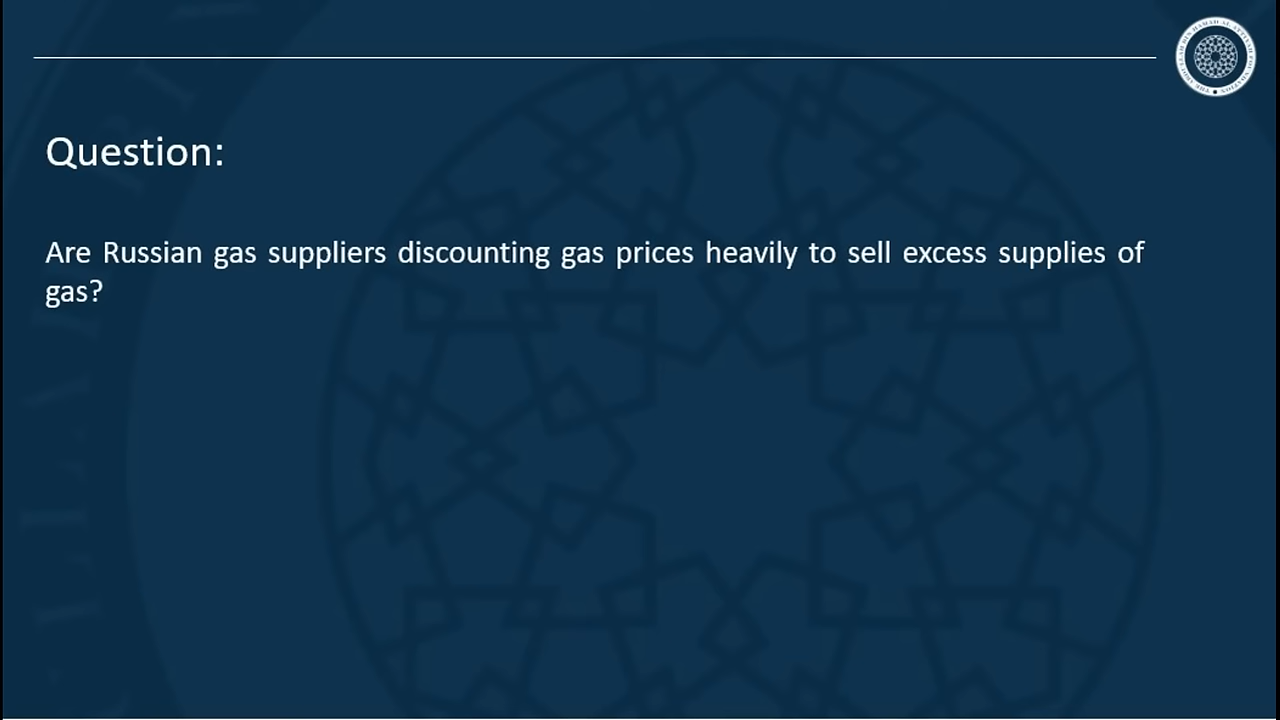 Question:
Are Russian gas suppliers discounting gas prices heavily to sell excess supplies of
gas?